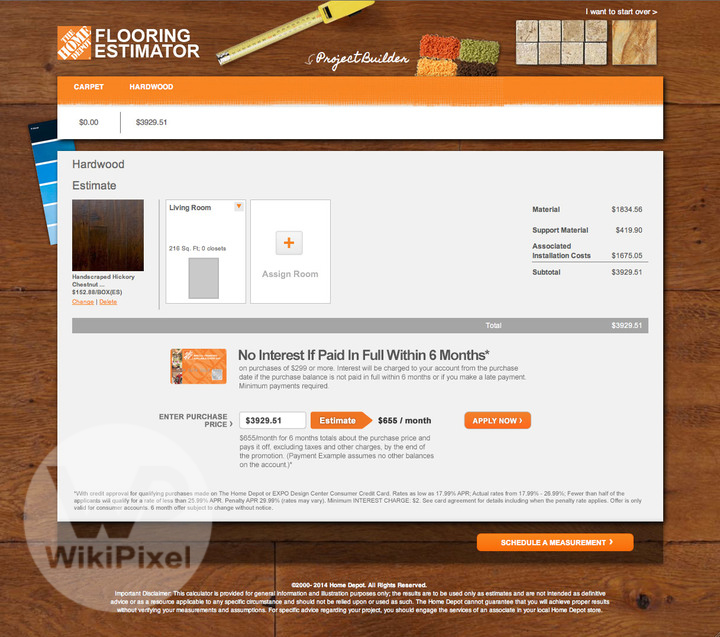 I want to start over >
THE HOME DEPOT
FLOORING
ESTIMATOR
ProjectBuilder
CARPET HARDWOOD
$0.00 $3929.51
Hardwood
Estimate
Living Room
216 Sq. Ft; 0 closets
+
Assign Room
Handscraped Hickory
Chestnut ...
$152.88/BOX(ES)
Change | Delete
Material $1834.56
Support Material $419.90
Associated
Installation Costs $1675.05
Subtotal $3929.51
Total $3929.51
No Interest If Paid In Full Within 6 Months*
on purchases of $299 or more. Interest will be charged to your account from the purchase
date if the purchase balance is not paid in full within 6 months or if you make a late payment.
Minimum payments required.
ENTER PURCHASE
PRICE >
$3929.51 Estimate $655 / month APPLY NOW >
$655/month for 6 months totals about the purchase price and
pays it off, excluding taxes and other charges, by the end of
the promotion. (Payment Example assumes no other balances
on the account.)*
*With credit approval for qualifying purchases made on The Home Depot or EXPO Design Center Consumer Credit Card. Rates as low as 17.99% APR; Actual rates from 17.99% - 26.99%; Fewer than half of the
applicants will qualify for a rate of less than 25.99% APR. Penalty APR 29.99% (rates may vary). Minimum INTEREST CHARGE: $2. See card agreement for details including when the penalty rate applies. Offer is only
valid for consumer accounts. 6 month offer subject to change without notice.
WikiPixel
SCHEDULE A MEASUREMENT >
©2000- 2014 Home Depot. All Rights Reserved.
Important Disclaimer: This calculator is provided for general information and illustration purposes only; the results are to be used only as estimates and are not intended as definitive
advice or as a resource applicable to any specific circumstance and should not be relied upon or used as such. The Home Depot cannot guarantee that you will achieve proper results
without verifying your measurements and assumptions. For specific advice regarding your project, you should engage the services of an associate in your local Home Depot store.